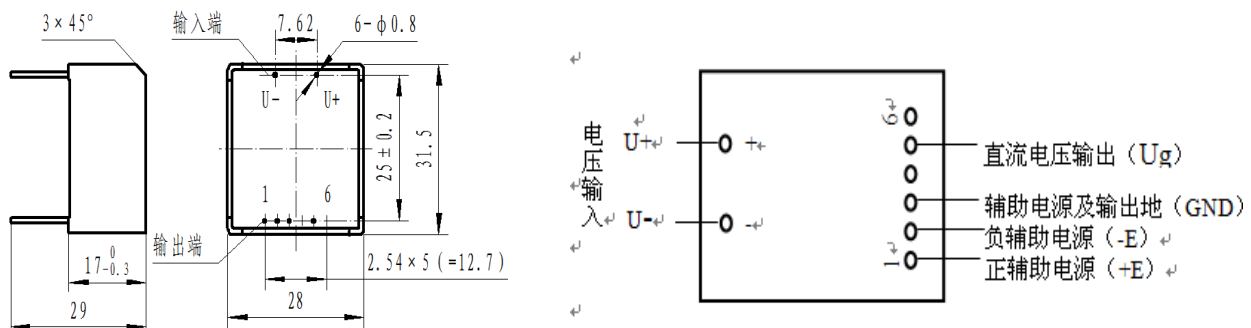 3×45°
输入端
7.62
6-ϕ0.8
U-
U+
25±0.2
31.5
1
6
输出端
17 0 -0.3
2.54×5(=12.7)
29
28
电压输入
U+
U-
+
-
6
1
直流电压输出（Ug）
辅助电源及输出地（GND）
负辅助电源（-E）
正辅助电源（+E）